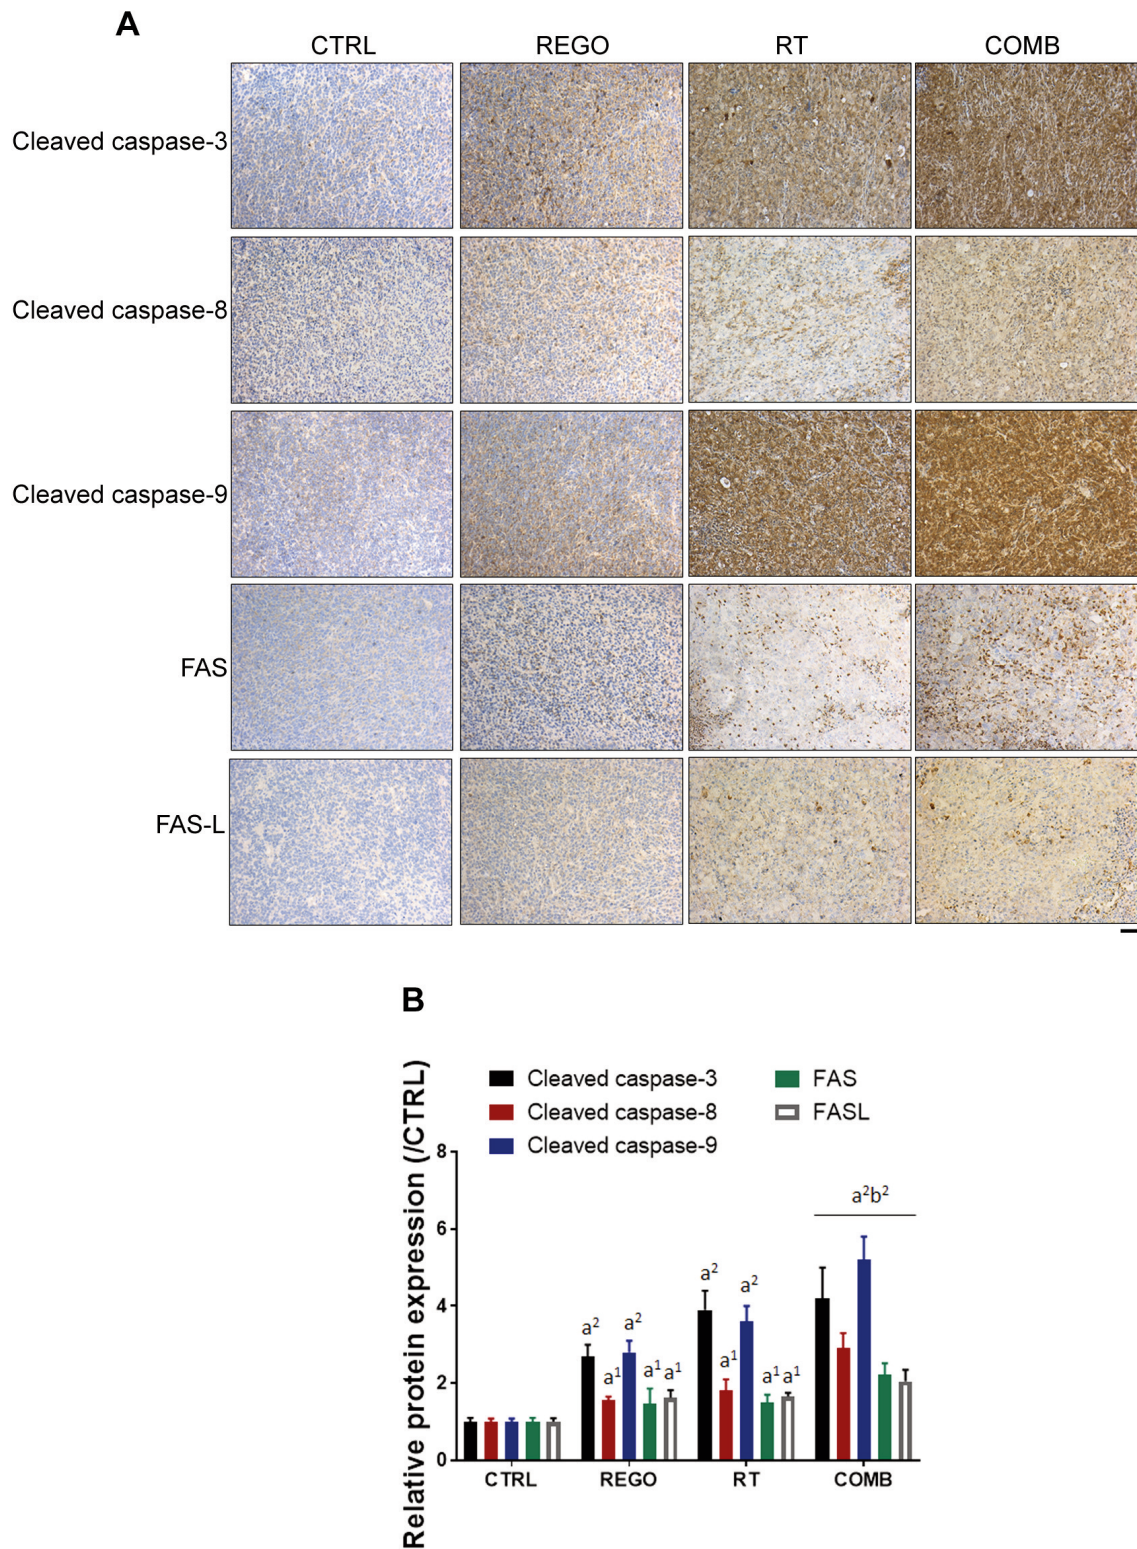 A
CTRL REGO RT COMB
Cleaved caspase-3
Cleaved caspase-8
Cleaved caspase-9
FAS
FAS-L
B
Cleaved caspase-3 FAS
Cleaved caspase-8 FASL
Cleaved caspase-9
Relative protein expression (/CTRL)
8
6
4
2
0
a² a¹ a² a¹ a¹
a² a¹ a² a¹ a¹
a²b²
CTRL REGO RT COMB